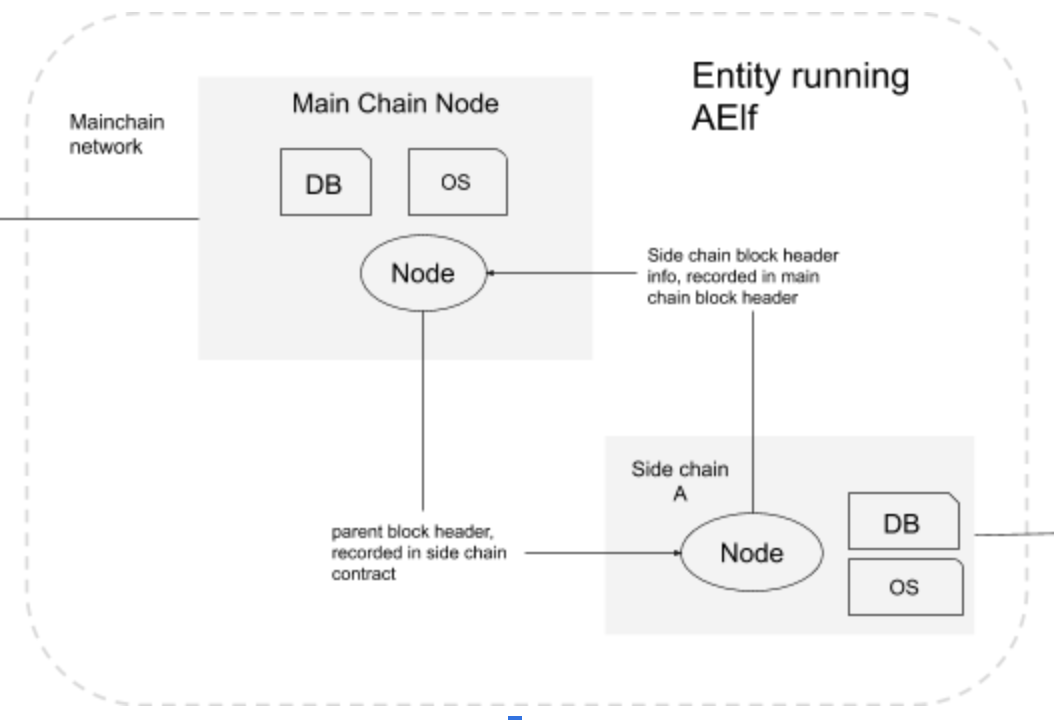 Entity running
AElf
Main Chain Node
Mainchain
network
DB
OS
Node
Side chain block header
info, recorded in main
chain block header
Side chain
A
parent block header,
recorded in side chain
contract
Node
DB
OS